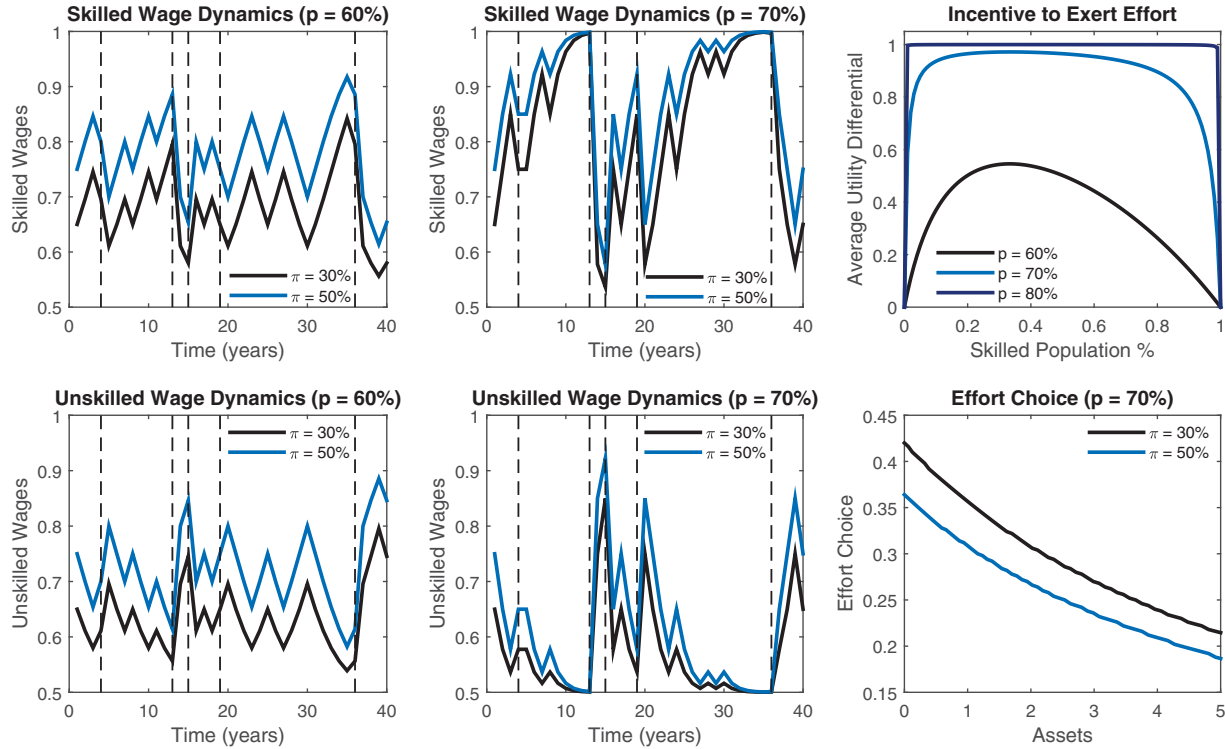 Skilled Wage Dynamics (p = 60%)
1
0.9
0.8
0.7
0.6
0.5
Skilled Wages
π = 30%
π = 50%
0 10 20 30 40
Time (years)
Skilled Wage Dynamics (p = 70%)
1
0.9
0.8
0.7
0.6
0.5
Skilled Wages
π = 30%
π = 50%
0 10 20 30 40
Time (years)
Incentive to Exert Effort
1
0.8
0.6
0.4
0.2
0
Average Utility Differential
p = 60%
p = 70%
p = 80%
0 0.2 0.4 0.6 0.8 1
Skilled Population %
Unskilled Wage Dynamics (p = 60%)
1
0.9
0.8
0.7
0.6
0.5
Unskilled Wages
π = 30%
π = 50%
0 10 20 30 40
Time (years)
Unskilled Wage Dynamics (p = 70%)
1
0.9
0.8
0.7
0.6
0.5
Unskilled Wages
π = 30%
π = 50%
0 10 20 30 40
Time (years)
Effort Choice (p = 70%)
0.45
0.4
0.35
0.3
0.25
0.2
0.15
Effort Choice
π = 30%
π = 50%
0 1 2 3 4 5
Assets